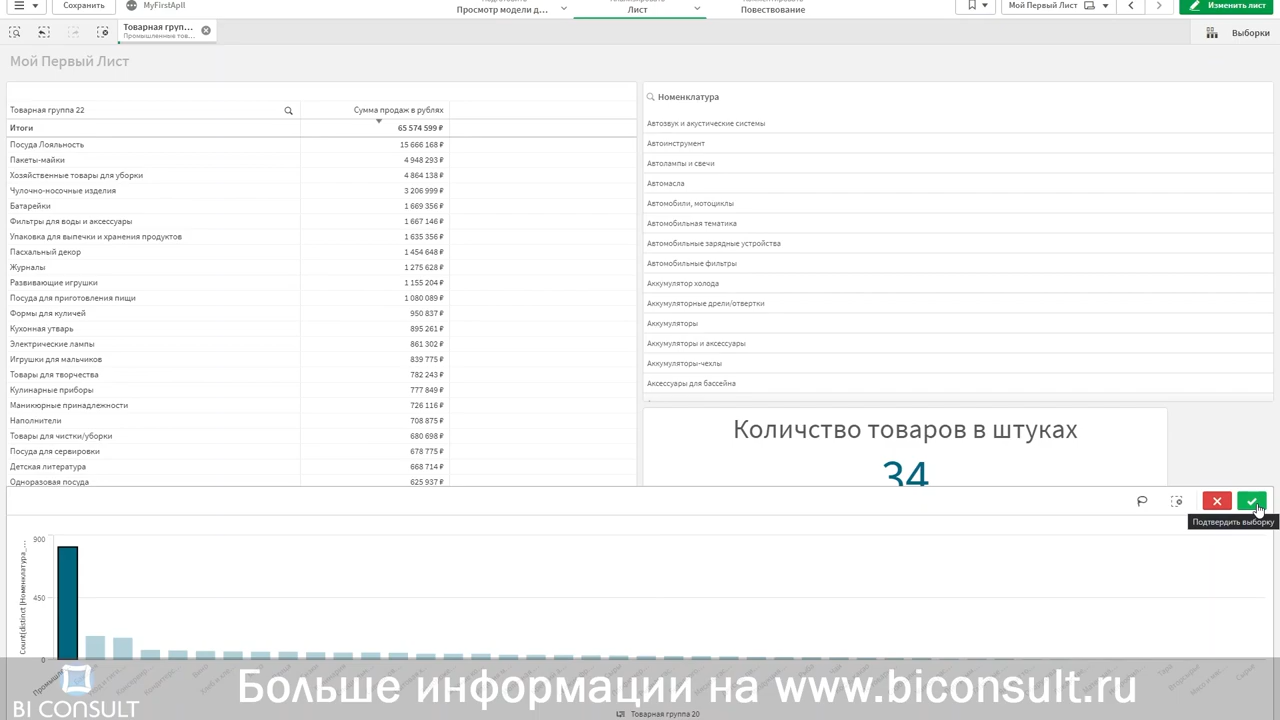 Сохранить
MyFirstApll
Просмотр модели д...
Лист
Повествование
Мой Первый Лист
Изменить лист
Товарная груп...
Промышленные тов...
Выборки
Мой Первый Лист
Товарная группа 22
Сумма продаж в рублях
Итоги
65 574 599 ₽
Посуда Лояльность
15 666 168 ₽
Пакеты-майки
4 948 293 ₽
Хозяйственные товары для уборки
4 864 138 ₽
Чулочно-носочные изделия
3 206 999 ₽
Батарейки
1 669 356 ₽
Фильтры для воды и аксессуары
1 667 146 ₽
Упаковка для выпечки и хранения продуктов
1 635 356 ₽
Пасхальный декор
1 454 648 ₽
Журналы
1 275 628 ₽
Развивающие игрушки
1 155 204 ₽
Посуда для приготовления пищи
1 080 089 ₽
Формы для куличей
950 837 ₽
Кухонная утварь
895 261 ₽
Электрические лампы
861 302 ₽
Игрушки для мальчиков
839 775 ₽
Товары для творчества
782 243 ₽
Кулинарные приборы
777 849 ₽
Маникюрные принадлежности
726 116 ₽
Наполнители
708 875 ₽
Товары для чистки/уборки
680 698 ₽
Посуда для сервировки
678 775 ₽
Детская литература
668 714 ₽
Одноразовая посуда
625 937 ₽
Номенклатура
Автозвук и акустические системы
Автоинструмент
Автолампы и свечи
Автомасла
Автомобили, мотоциклы
Автомобильная тематика
Автомобильные зарядные устройства
Автомобильные фильтры
Аккумулятор холода
Аккумуляторные дрели/отвертки
Аккумуляторы
Аккумуляторы и аксессуары
Аккумуляторы-чехлы
Аксессуары для бассейна
Количство товаров в штуках
34
Подтвердить выборку
Count(distinct [Номенклатура_...
900
450
0
Больше информации на www.biconsult.ru
BI CONSULT
Товарная группа 20